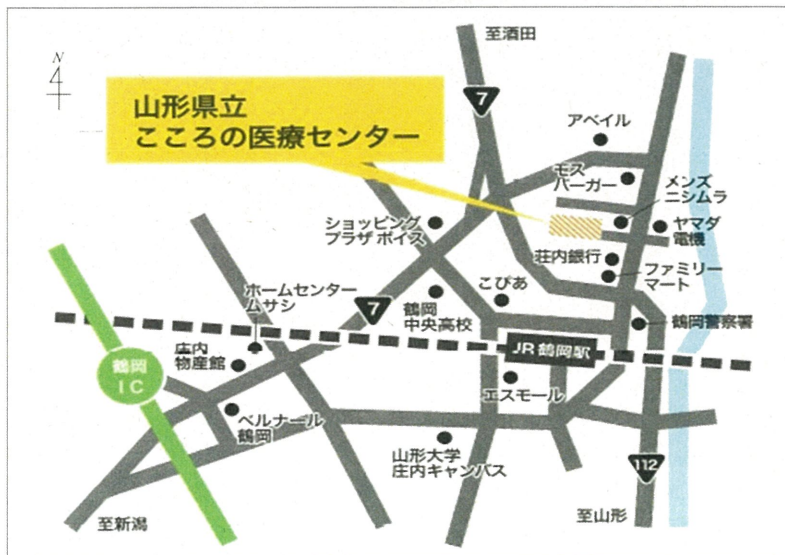 N
至酒田
7
山形県立
こころの医療センター
アベイル
モス
バーガー
メンズ
ニシムラ
ショッピング
プラザ ボイス
ヤマダ
電機
荘内銀行
ファミリー
マート
こぴあ
ホームセンター
ムサシ
7
鶴岡
中央高校
鶴岡警察署
JR 鶴岡駅
庄内
物産館
鶴岡
IC
エスモール
ベルナール
鶴岡
山形大学
庄内キャンパス
112
至新潟
至山形